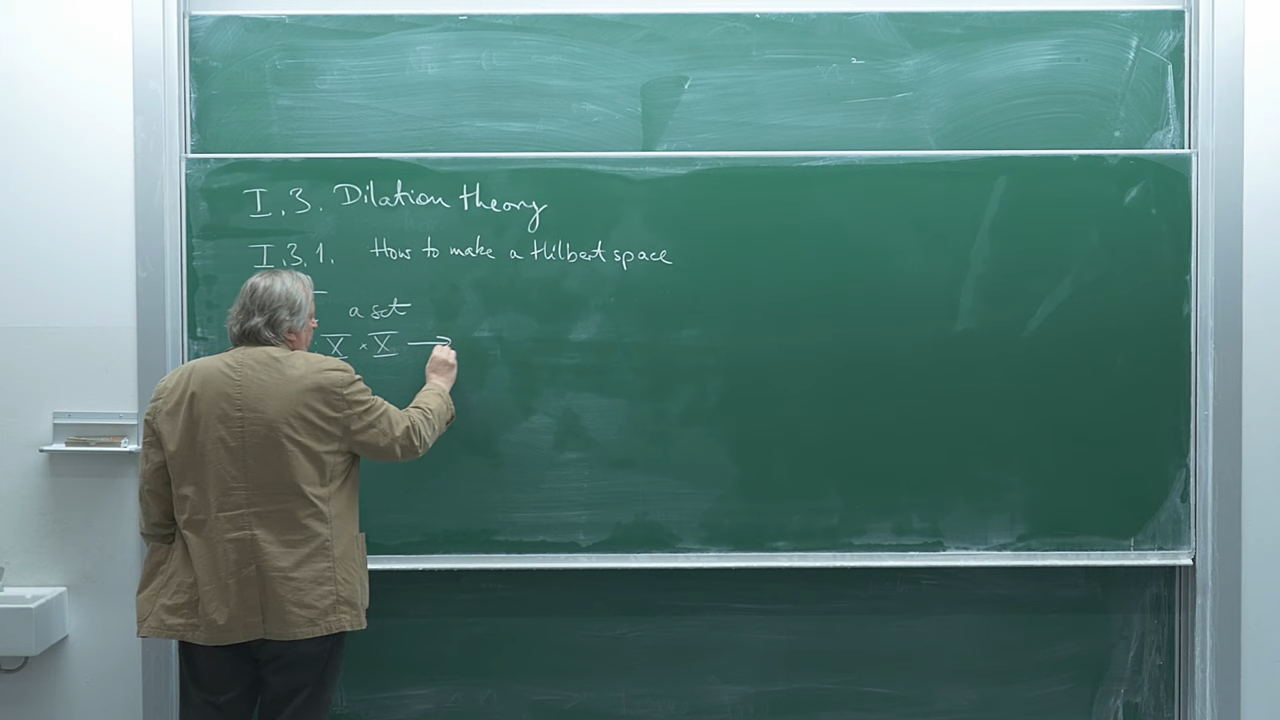 I.3. Dilation theory
I.3.1. How to make a Hilbert space
a set
X × X →